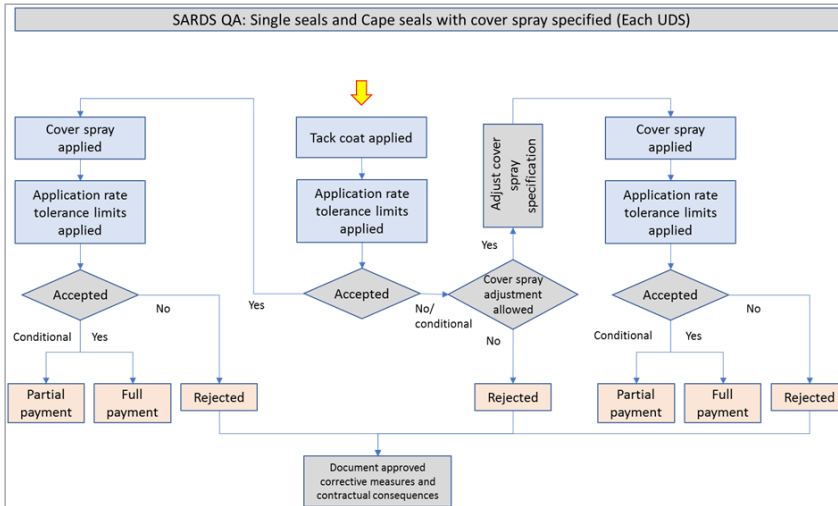 SARDS QA: Single seals and Cape seals with cover spray specified (Each UDS)
Cover spray
applied
Application rate
tolerance limits
applied
Accepted
No
Conditional
Yes
Partial
payment
Full
payment
Rejected
Yes
Tack coat applied
Application rate
tolerance limits
applied
Accepted
No/
conditional
Adjust cover
spray
specification
Yes
Cover spray
adjustment
allowed
No
Rejected
Cover spray
applied
Application rate
tolerance limits
applied
Accepted
No
Conditional
Yes
Partial
payment
Full
payment
Rejected
Document approved
corrective measures and
contractual consequences